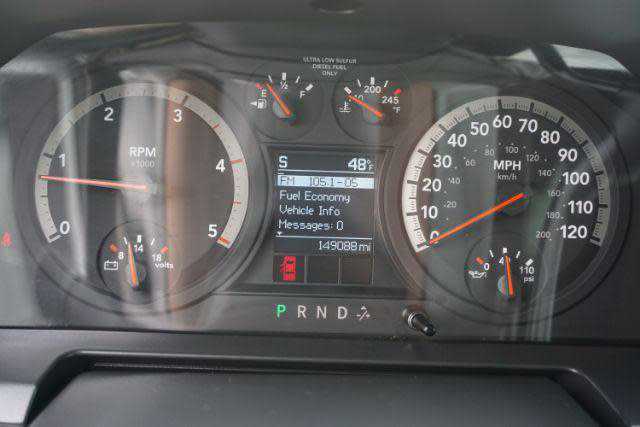 ULTRA LOW SULFUR
DIESEL FUEL
ONLY
E ½ F
200 245 °F
0 1 2 3 4 5
RPM
x1000
8 14 18
volts
S 48°F
FM 105.1-05
Fuel Economy
Vehicle Info
Messages: 0
149088 mi
P R N D
0 10 20 30 40 50 60 70 80 90 100 110 120
MPH
km/h
20 40 60 80 100 120 140 160 180 200
0 110
psi